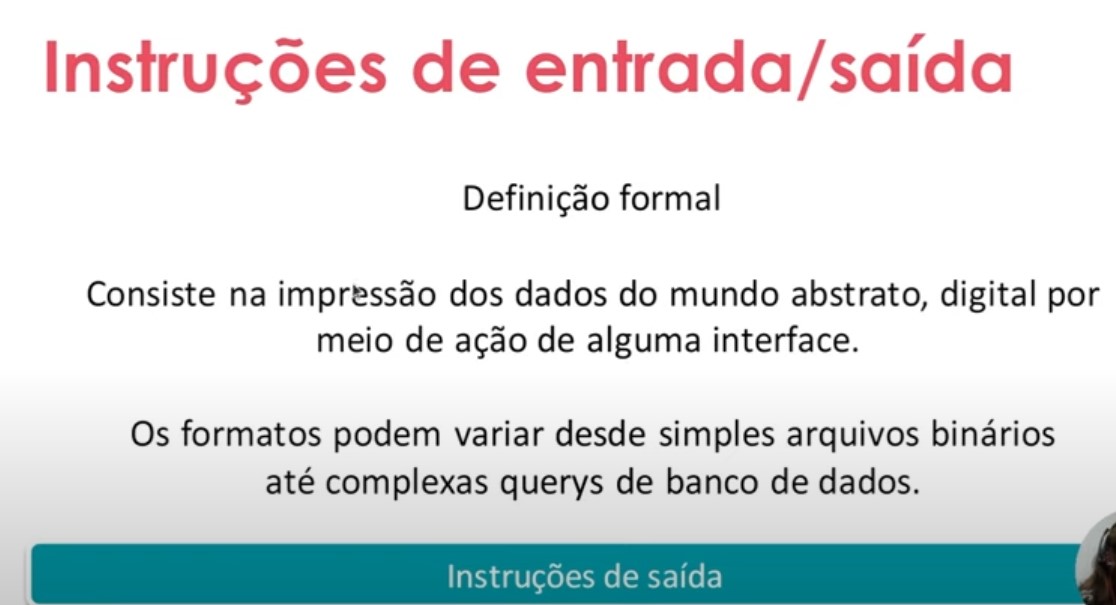 Instruções de entrada/saída
Definição formal
Consiste na impressão dos dados do mundo abstrato, digital por
meio de ação de alguma interface.
Os formatos podem variar desde simples arquivos binários
até complexas querys de banco de dados.
Instruções de saída